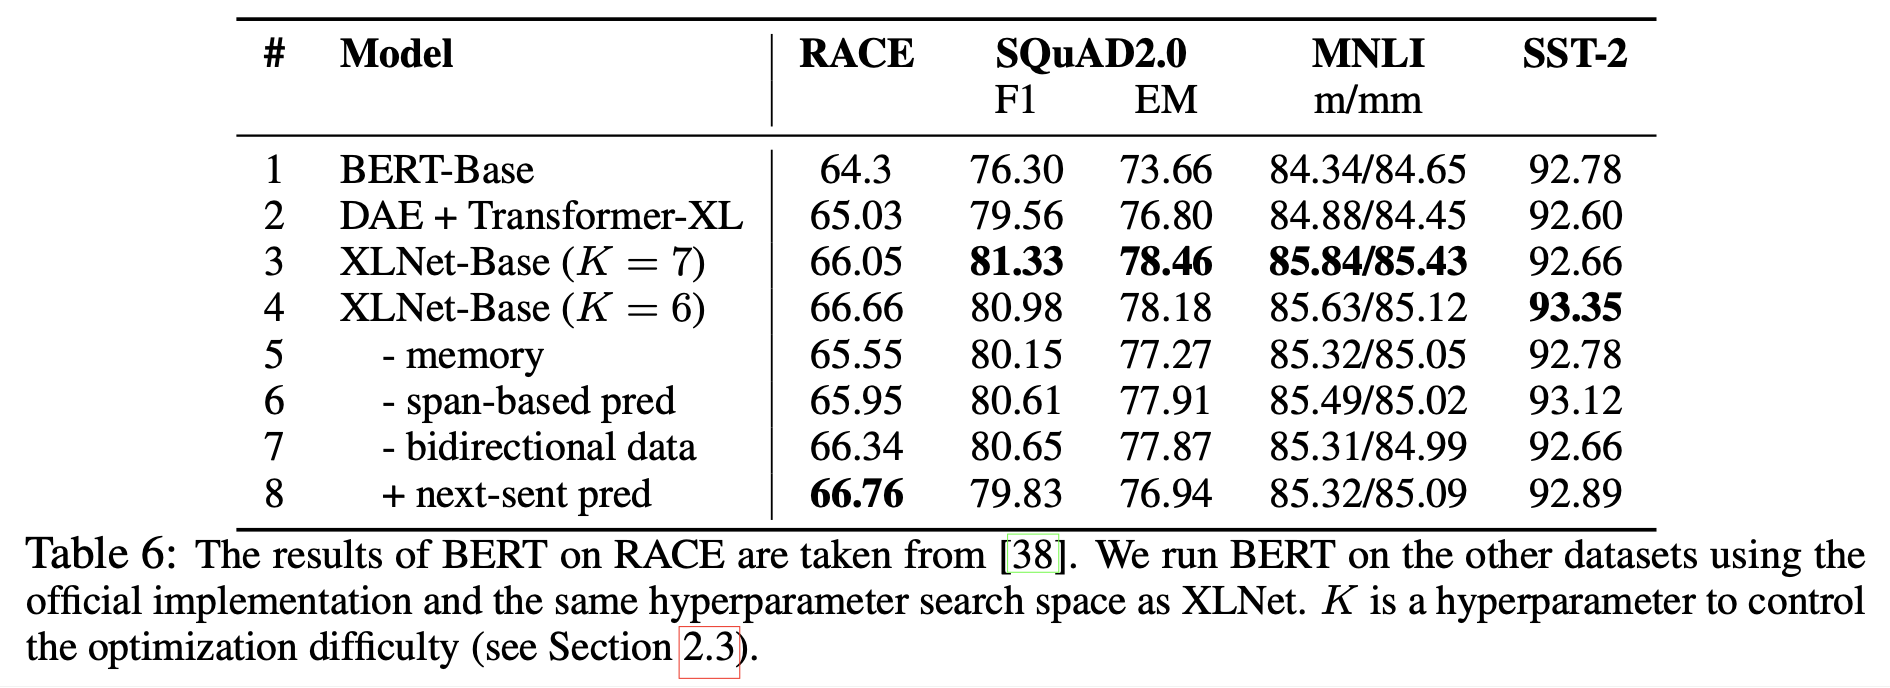 # Model RACE SQuAD2.0 MNLI SST-2
F1 EM m/mm
1 BERT-Base 64.3 76.30 73.66 84.34/84.65 92.78
2 DAE + Transformer-XL 65.03 79.56 76.80 84.88/84.45 92.60
3 XLNet-Base (K = 7) 66.05 81.33 78.46 85.84/85.43 92.66
4 XLNet-Base (K = 6) 66.66 80.98 78.18 85.63/85.12 93.35
5 - memory 65.55 80.15 77.27 85.32/85.05 92.78
6 - span-based pred 65.95 80.61 77.91 85.49/85.02 93.12
7 - bidirectional data 66.34 80.65 77.87 85.31/84.99 92.66
8 + next-sent pred 66.76 79.83 76.94 85.32/85.09 92.89
Table 6: The results of BERT on RACE are taken from [38]. We run BERT on the other datasets using the
official implementation and the same hyperparameter search space as XLNet. K is a hyperparameter to control
the optimization difficulty (see Section 2.3).